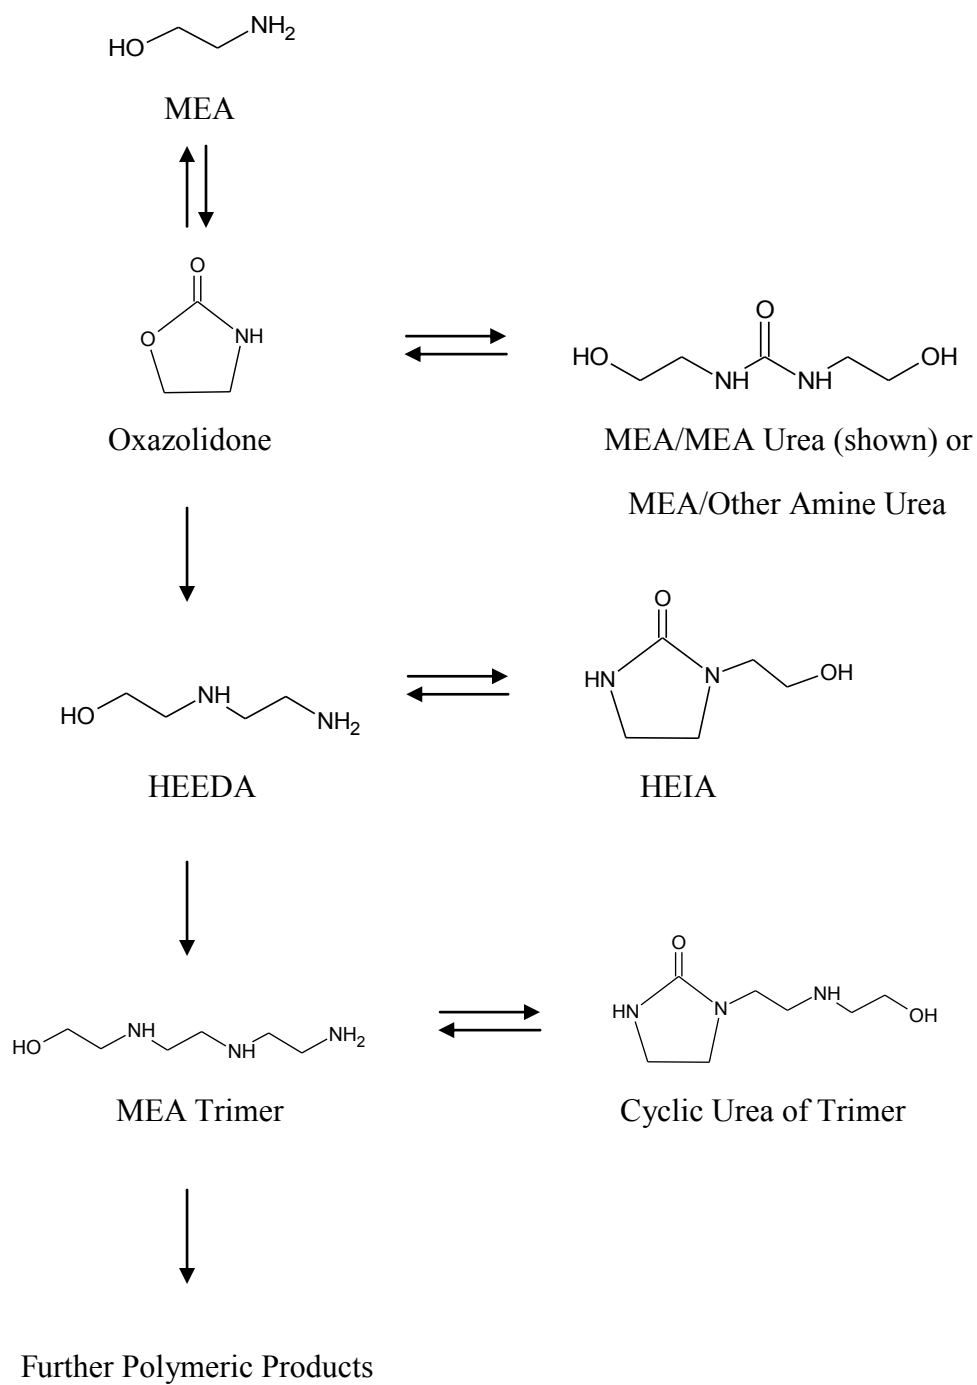 HO NH2
MEA
O
O NH
Oxazolidone
O
HO NH NH OH
MEA/MEA Urea (shown) or
MEA/Other Amine Urea
HO NH NH2
HEEDA
O
HN N OH
HEIA
HO NH NH NH2
MEA Trimer
O
HN N NH OH
Cyclic Urea of Trimer
Further Polymeric Products